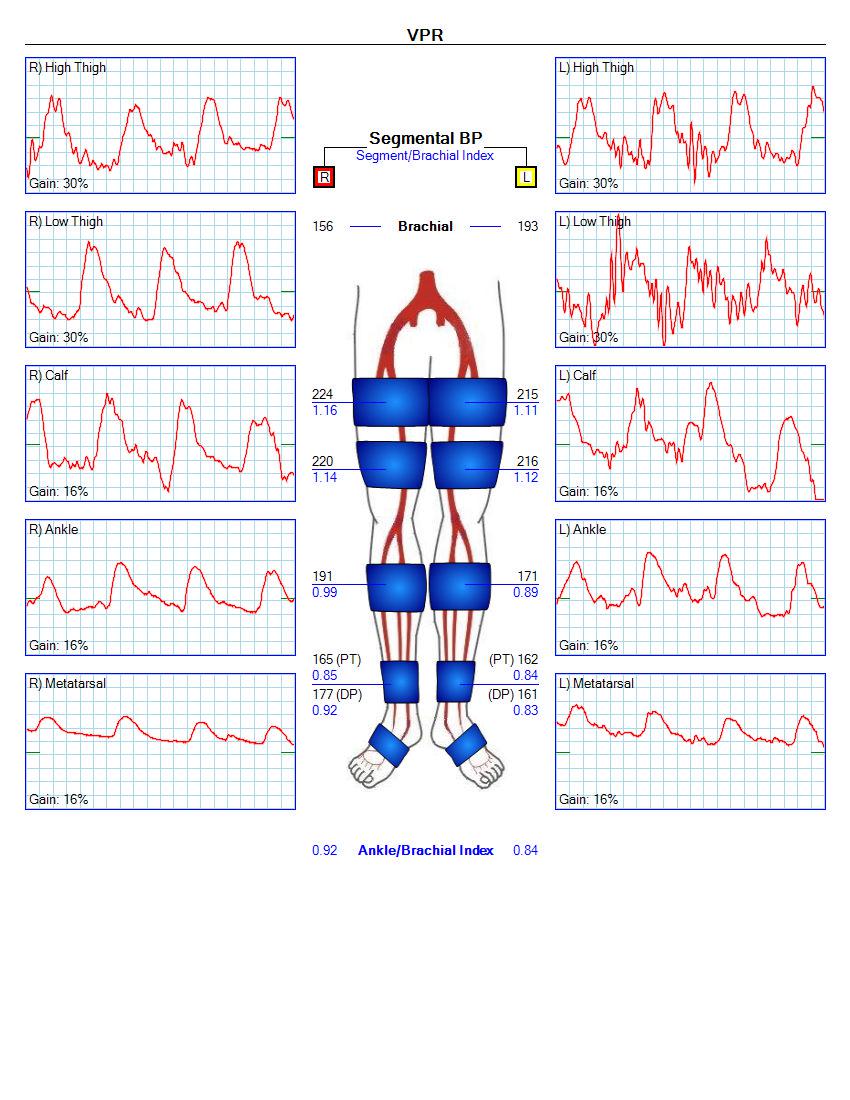 VPR
R) High Thigh
Gain: 30%
L) High Thigh
Gain: 30%
Segmental BP
Segment/Brachial Index
R
L
156 Brachial 193
R) Low Thigh
Gain: 30%
L) Low Thigh
Gain: 30%
R) Calf
Gain: 16%
L) Calf
Gain: 16%
224 215
1.16 1.11
220 216
1.14 1.12
R) Ankle
Gain: 16%
L) Ankle
Gain: 16%
191 171
0.99 0.89
165 (PT) (PT) 162
0.85 0.84
177 (DP) (DP) 161
0.92 0.83
R) Metatarsal
Gain: 16%
L) Metatarsal
Gain: 16%
0.92 Ankle/Brachial Index 0.84